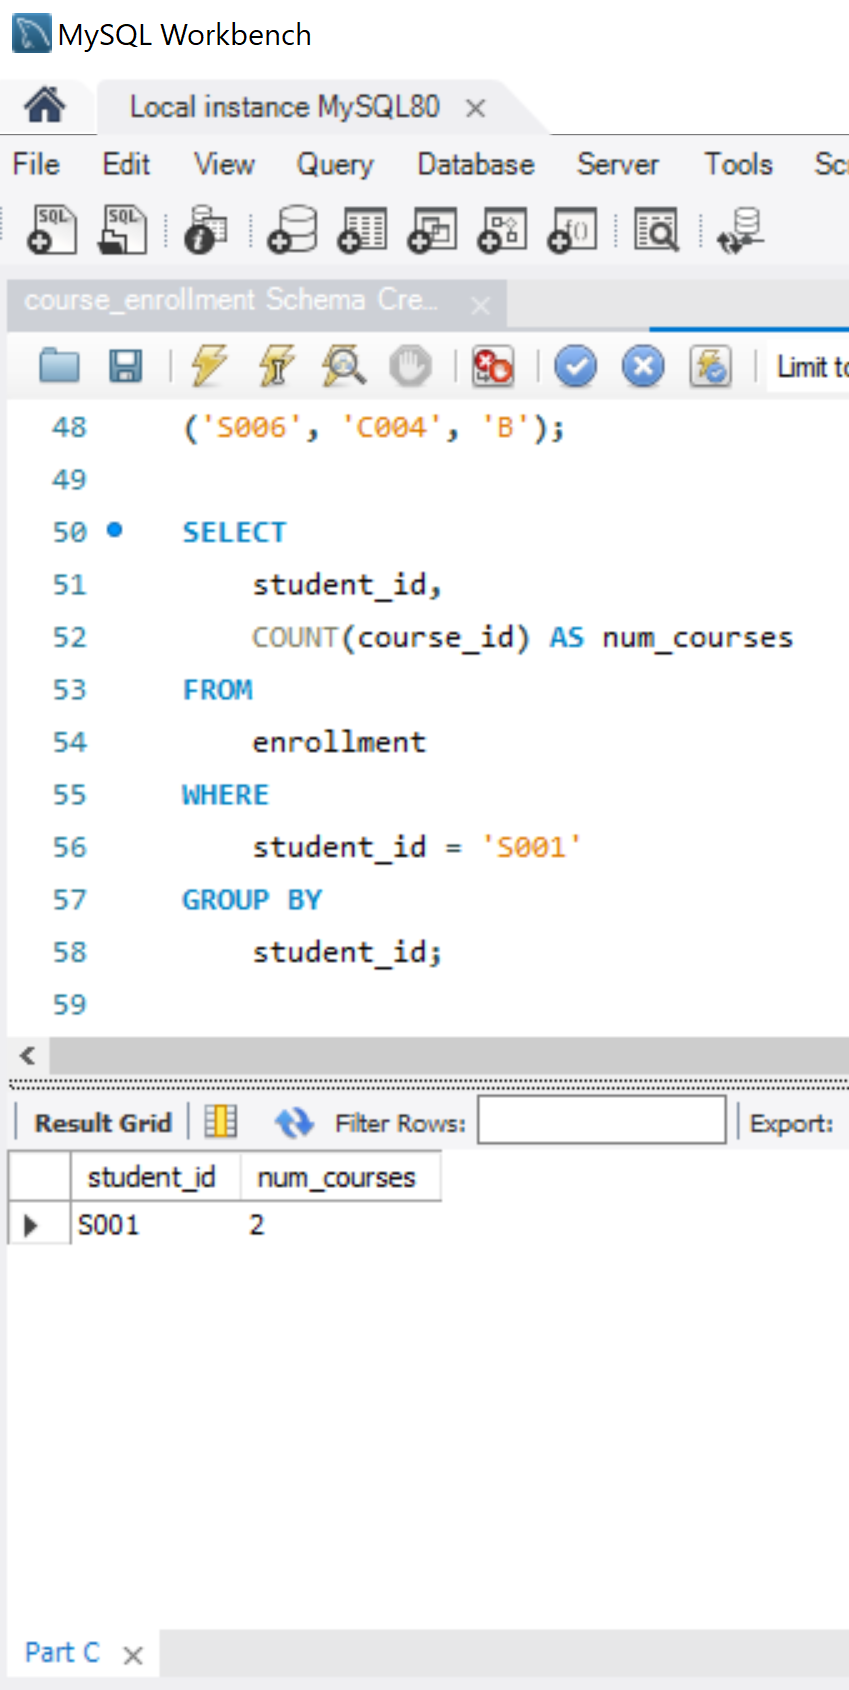 MySQL Workbench
Local instance MySQL80
File Edit View Query Database Server Tools
SQL SQL f()
course_enrollment Schema Cre...
Limit
48 ('S006', 'C004', 'B');
49
50 SELECT
51 student_id,
52 COUNT(course_id) AS num_courses
53 FROM
54 enrollment
55 WHERE
56 student_id = 'S001'
57 GROUP BY
58 student_id;
59
Result Grid Filter Rows: Export:
student_id num_courses
S001 2
Part C